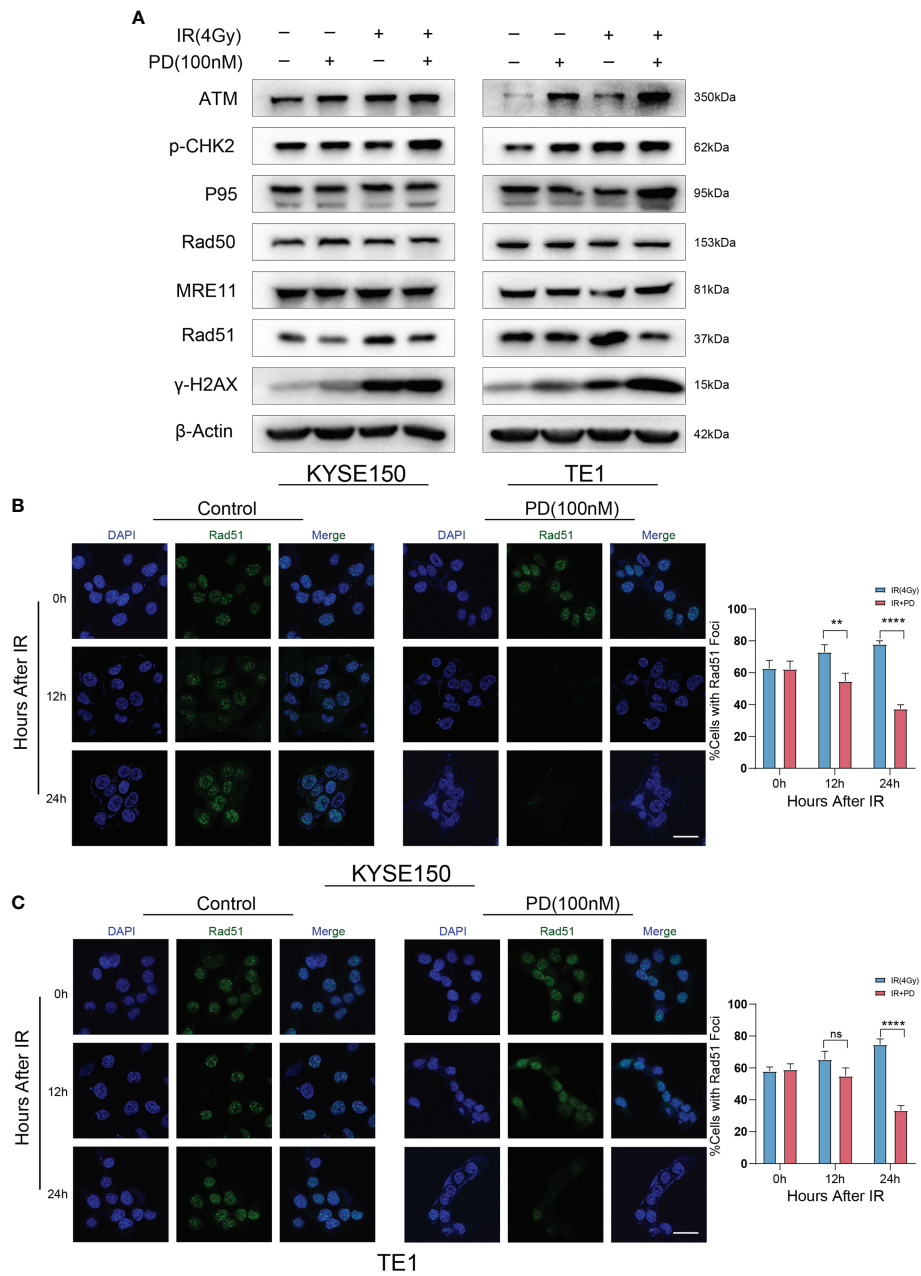 A
IR(4Gy) − − + + − − + +
PD(100nM) − + − + − + − +
ATM 350kDa
p-CHK2 62kDa
P95 95kDa
Rad50 153kDa
MRE11 81kDa
Rad51 37kDa
γ-H2AX 15kDa
β-Actin 42kDa
KYSE150 TE1
B
Control PD(100nM)
DAPI Rad51 Merge DAPI Rad51 Merge
Hours After IR
0h
12h
24h
IR(4Gy)
IR+PD
%Cells with Rad51 Foci
100
80
60
40
20
0
** ****
0h 12h 24h
Hours After IR
KYSE150
C
Control PD(100nM)
DAPI Rad51 Merge DAPI Rad51 Merge
Hours After IR
0h
12h
24h
IR(4Gy)
IR+PD
%Cells with Rad51 Foci
100
80
60
40
20
0
ns ****
0h 12h 24h
Hours After IR
TE1